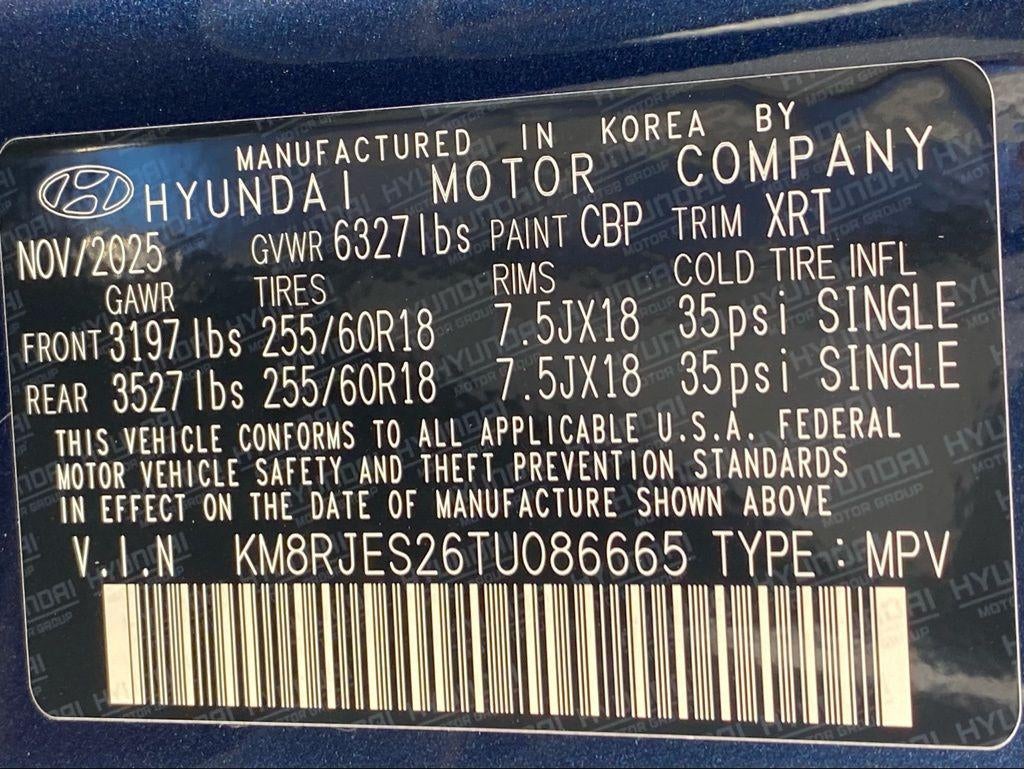 MANUFACTURED IN KOREA BY
HYUNDAI MOTOR COMPANY
NOV/2025 GVWR 6327lbs PAINT CBP TRIM XRT
GAWR TIRES RIMS COLD TIRE INFL
FRONT 3197lbs 255/60R18 7.5JX18 35psi SINGLE
REAR 3527lbs 255/60R18 7.5JX18 35psi SINGLE
THIS VEHICLE CONFORMS TO ALL APPLICABLE U.S.A. FEDERAL
MOTOR VEHICLE SAFETY AND THEFT PREVENTION STANDARDS
IN EFFECT ON THE DATE OF MANUFACTURE SHOWN ABOVE
V.I.N KM8RJES26TU086665 TYPE : MPV